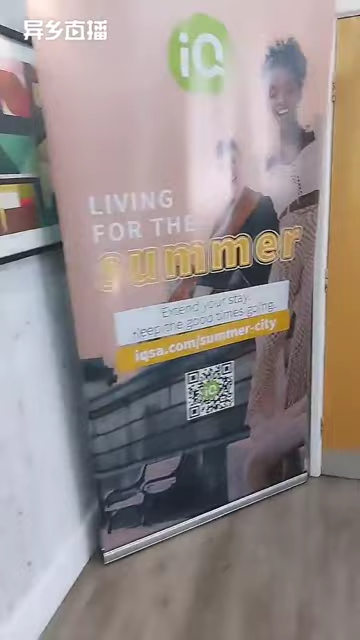 异乡直播
iQ
LIVING
FOR THE
summer
Extend your stay.
Keep the good times going.
iqsa.com/summer-city
iQ